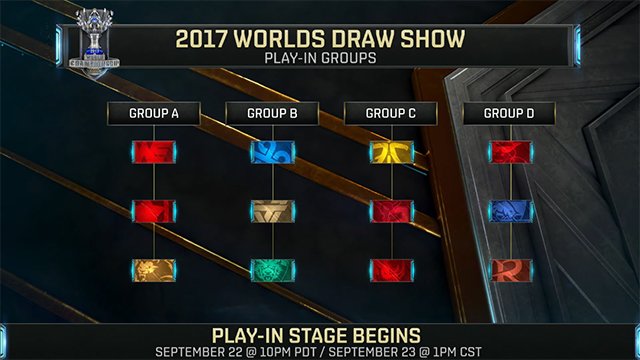 2017 WORLDS DRAW SHOW
PLAY-IN GROUPS
GROUP A
GROUP B
GROUP C
GROUP D
PLAY-IN STAGE BEGINS
SEPTEMBER 22 @ 10PM PDT / SEPTEMBER 23 @ 1PM CST